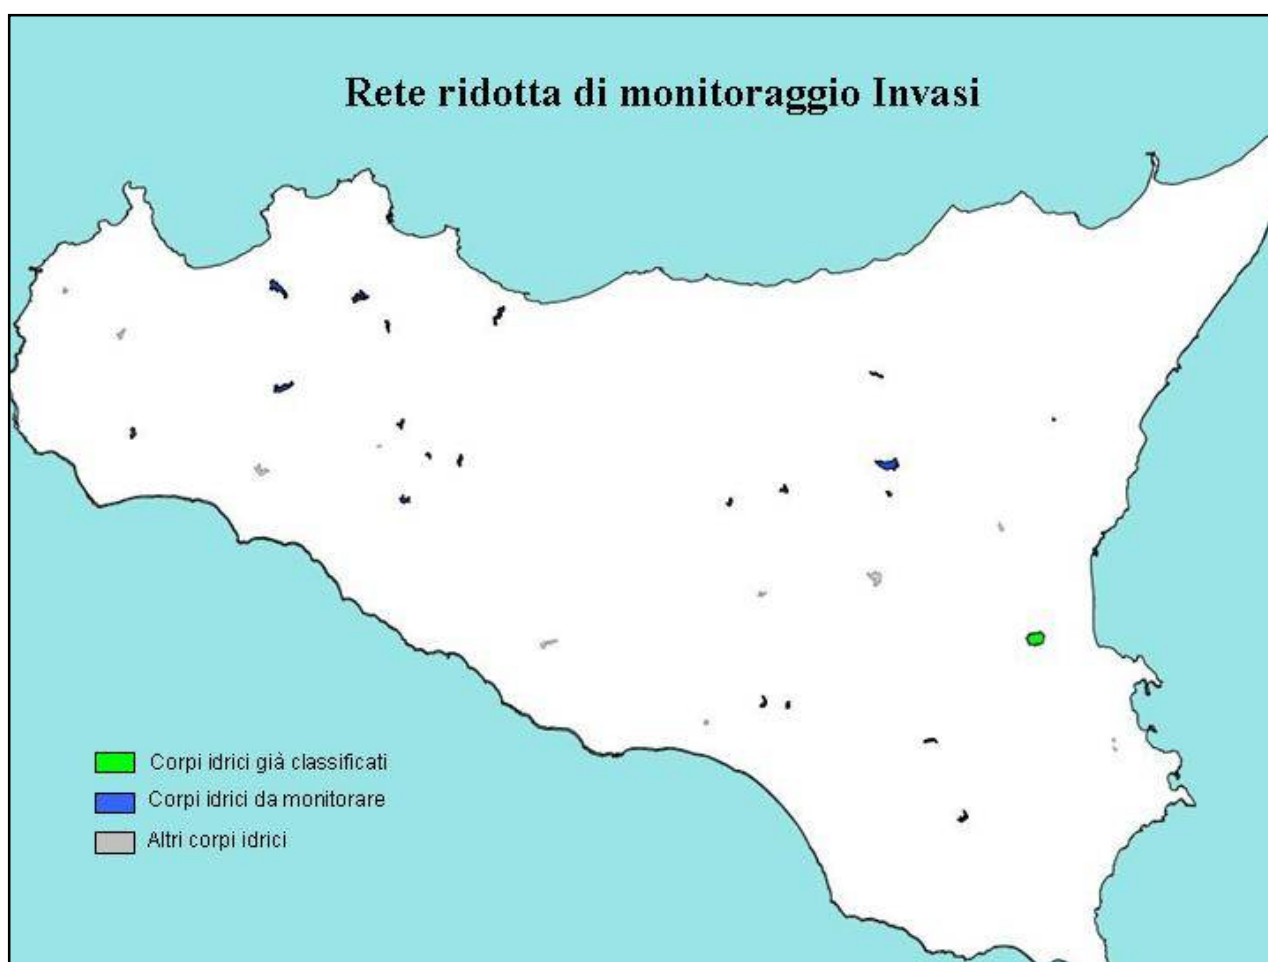 Rete ridotta di monitoraggio Invasi
Corpi idrici già classificati
Corpi idrici da monitorare
Altri corpi idrici